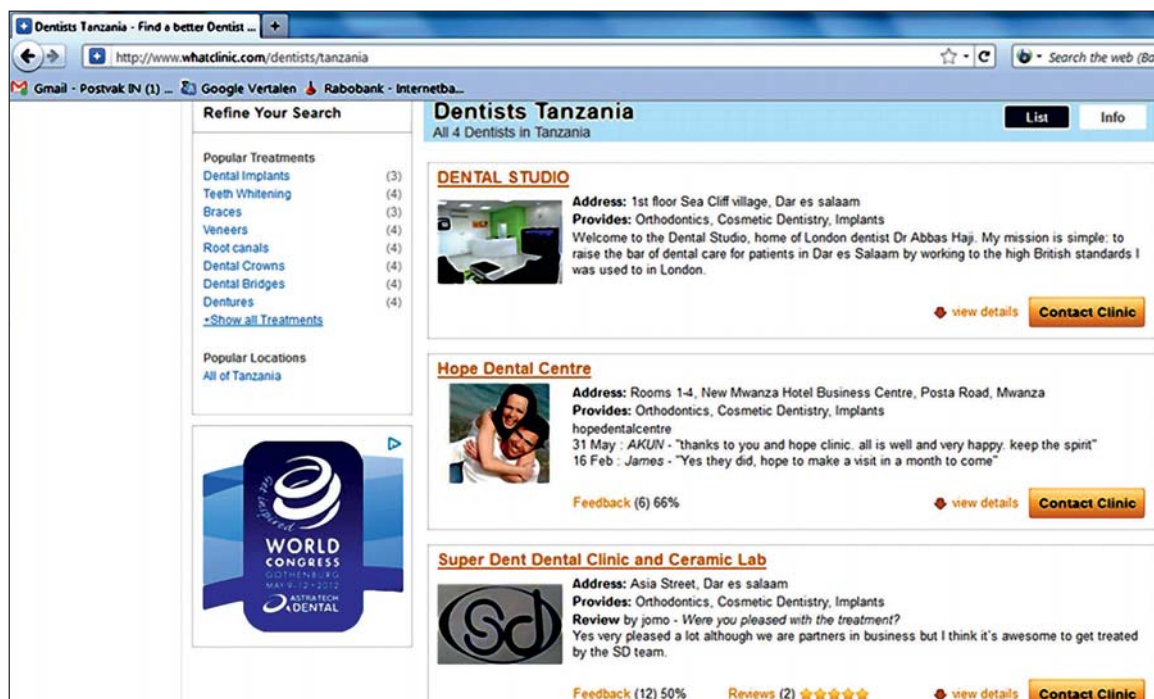 Dentists Tanzania - Find a better Dentist ...
http://www.whatclinic.com/dentists/tanzania
Search the web (Ba
Gmail - Postvak IN (1) ... Google Vertalen Rabobank - Internetba...
Refine Your Search
Popular Treatments
Dental Implants (3)
Teeth Whitening (4)
Braces (3)
Veneers (4)
Root canals (4)
Dental Crowns (4)
Dental Bridges (4)
Dentures (4)
+Show all Treatments
Popular Locations
All of Tanzania
Get inspired
WORLD
CONGRESS
GOTHENBURG
MAY 9-12 • 2012
ASTRA TECH
DENTAL
Dentists Tanzania
All 4 Dentists in Tanzania
List Info
DENTAL STUDIO
Address: 1st floor Sea Cliff village, Dar es salaam
Provides: Orthodontics, Cosmetic Dentistry, Implants
Welcome to the Dental Studio, home of London dentist Dr Abbas Haji. My mission is simple: to
raise the bar of dental care for patients in Dar es Salaam by working to the high British standards I
was used to in London.
view details Contact Clinic
Hope Dental Centre
Address: Rooms 1-4, New Mwanza Hotel Business Centre, Posta Road, Mwanza
Provides: Orthodontics, Cosmetic Dentistry, Implants
hopedentalcentre
31 May : AKUN - "thanks to you and hope clinic. all is well and very happy. keep the spirit"
16 Feb : James - "Yes they did, hope to make a visit in a month to come"
Feedback (6) 66% view details Contact Clinic
Super Dent Dental Clinic and Ceramic Lab
Sd
Address: Asia Street, Dar es salaam
Provides: Orthodontics, Cosmetic Dentistry, Implants
Review by jomo - Were you pleased with the treatment?
Yes very pleased a lot although we are partners in business but I think it's awesome to get treated
by the SD team.
Feedback (12) 50% Reviews (2) view details Contact Clinic